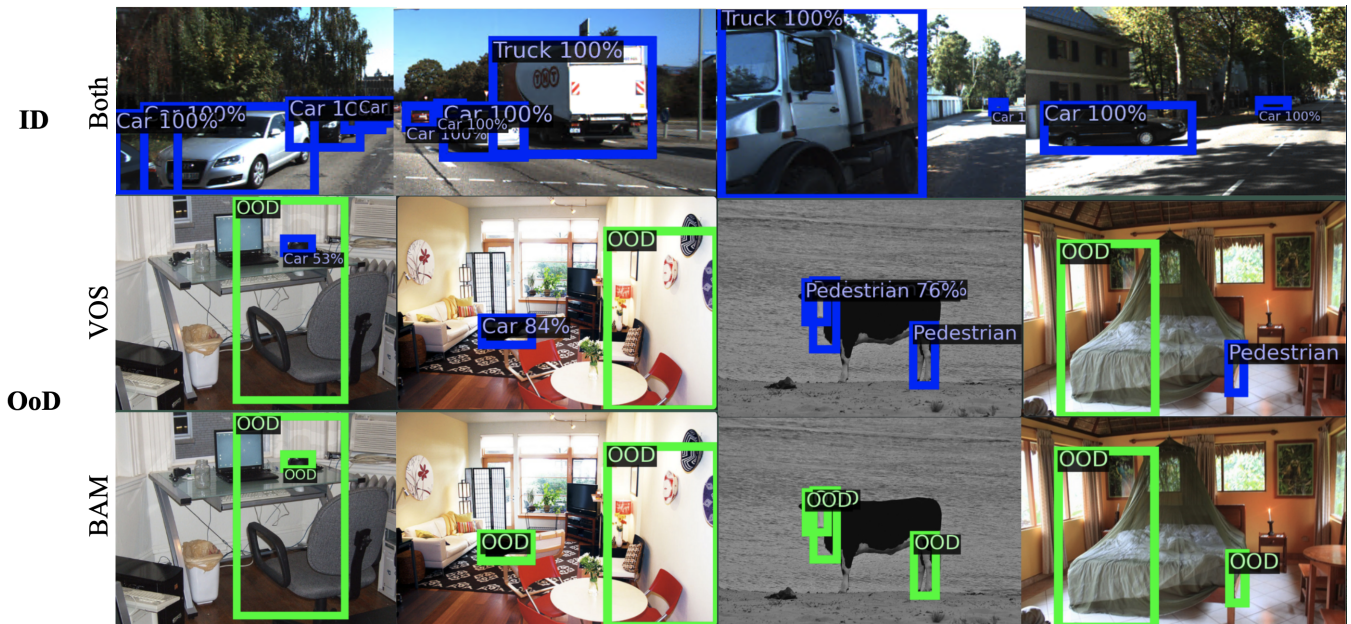 ID
Both
Car 100%
Car 100%
Car
Truck 100%
Car 100%
Car 100%
Truck 100%
Car 100%
Car 100%
OoD
VOS
OOD
Car 53%
Car 84%
OOD
Pedestrian 76%
Pedestrian
OOD
Pedestrian
BAM
OOD
OOD
OOD
OOD
OOD
OOD
OOD
OOD